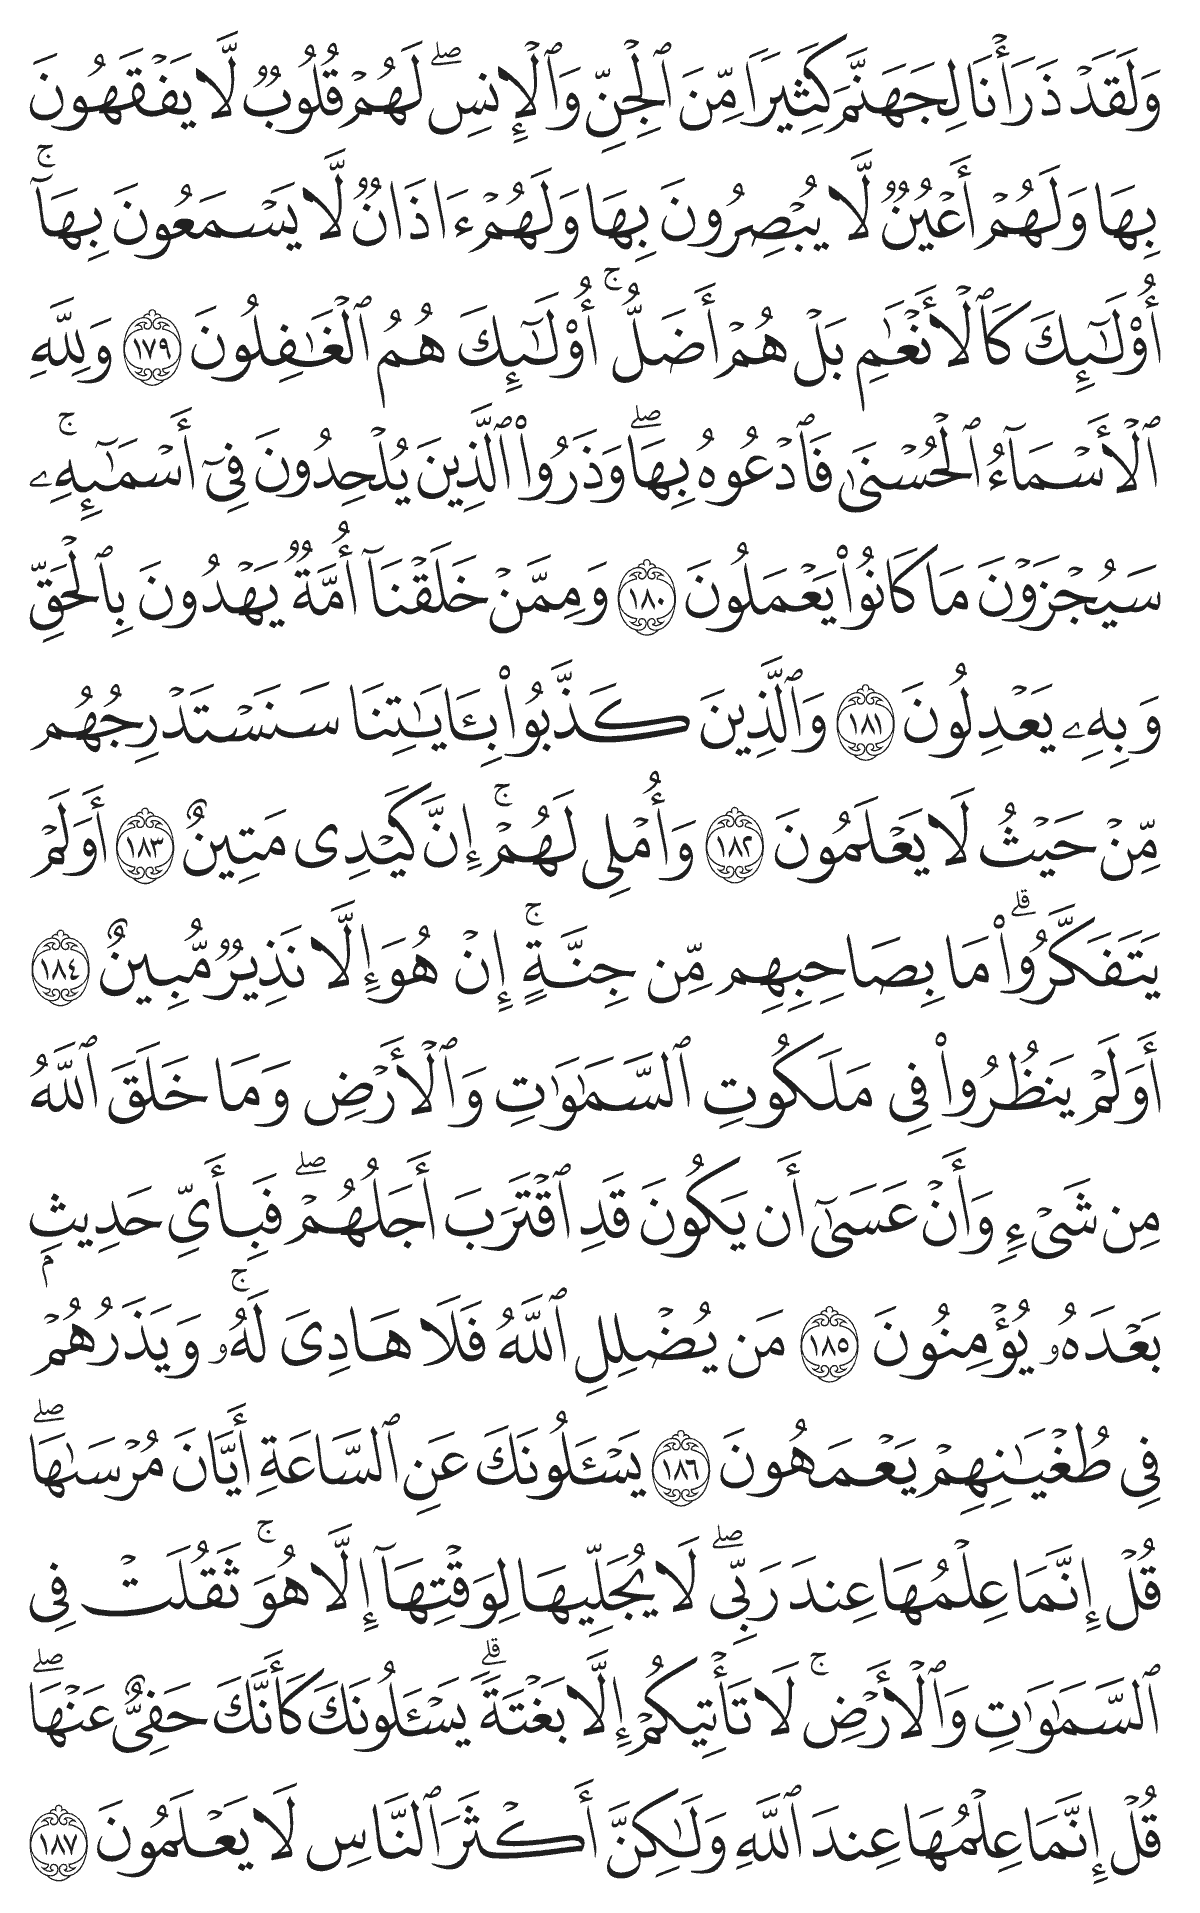 وَلَقَدۡ ذَرَأۡنَا لِجَهَنَّمَ كَثِيرٗا مِّنَ ٱلۡجِنِّ وَٱلۡإِنسِۖ لَهُمۡ قُلُوبٞ لَّا يَفۡقَهُونَ
بِهَا وَلَهُمۡ أَعۡيُنٞ لَّا يُبۡصِرُونَ بِهَا وَلَهُمۡ ءَاذَانٞ لَّا يَسۡمَعُونَ بِهَآۚ
أُوْلَٰٓئِكَ كَٱلۡأَنۡعَٰمِ بَلۡ هُمۡ أَضَلُّۚ أُوْلَٰٓئِكَ هُمُ ٱلۡغَٰفِلُونَ ١٧٩ وَلِلَّهِ
ٱلۡأَسۡمَآءُ ٱلۡحُسۡنَىٰ فَٱدۡعُوهُ بِهَاۖ وَذَرُواْ ٱلَّذِينَ يُلۡحِدُونَ فِيٓ أَسۡمَٰٓئِهِۦۚ
سَيُجۡزَوۡنَ مَا كَانُواْ يَعۡمَلُونَ ١٨٠ وَمِمَّنۡ خَلَقۡنَآ أُمَّةٞ يَهۡدُونَ بِٱلۡحَقِّ
وَبِهِۦ يَعۡدِلُونَ ١٨١ وَٱلَّذِينَ كَذَّبُواْ بِـَٔايَٰتِنَا سَنَسۡتَدۡرِجُهُم
مِّنۡ حَيۡثُ لَا يَعۡلَمُونَ ١٨٢ وَأُمۡلِي لَهُمۡۚ إِنَّ كَيۡدِي مَتِينٌ ١٨٣ أَوَلَمۡ
يَتَفَكَّرُواْۗ مَا بِصَاحِبِهِم مِّن جِنَّةٍۚ إِنۡ هُوَ إِلَّا نَذِيرٞ مُّبِينٌ ١٨٤
أَوَلَمۡ يَنظُرُواْ فِي مَلَكُوتِ ٱلسَّمَٰوَٰتِ وَٱلۡأَرۡضِ وَمَا خَلَقَ ٱللَّهُ
مِن شَيۡءٖ وَأَنۡ عَسَىٰٓ أَن يَكُونَ قَدِ ٱقۡتَرَبَ أَجَلُهُمۡۖ فَبِأَيِّ حَدِيثِۭ
بَعۡدَهُۥ يُؤۡمِنُونَ ١٨٥ مَن يُضۡلِلِ ٱللَّهُ فَلَا هَادِيَ لَهُۥۚ وَيَذَرُهُمۡ
فِي طُغۡيَٰنِهِمۡ يَعۡمَهُونَ ١٨٦ يَسۡـَٔلُونَكَ عَنِ ٱلسَّاعَةِ أَيَّانَ مُرۡسَىٰهَاۖ
قُلۡ إِنَّمَا عِلۡمُهَا عِندَ رَبِّيۖ لَا يُجَلِّيهَا لِوَقۡتِهَآ إِلَّا هُوَۚ ثَقُلَتۡ فِي
ٱلسَّمَٰوَٰتِ وَٱلۡأَرۡضِۚ لَا تَأۡتِيكُمۡ إِلَّا بَغۡتَةٗۗ يَسۡـَٔلُونَكَ كَأَنَّكَ حَفِيٌّ عَنۡهَاۖ
قُلۡ إِنَّمَا عِلۡمُهَا عِندَ ٱللَّهِ وَلَٰكِنَّ أَكۡثَرَ ٱلنَّاسِ لَا يَعۡلَمُونَ ١٨٧